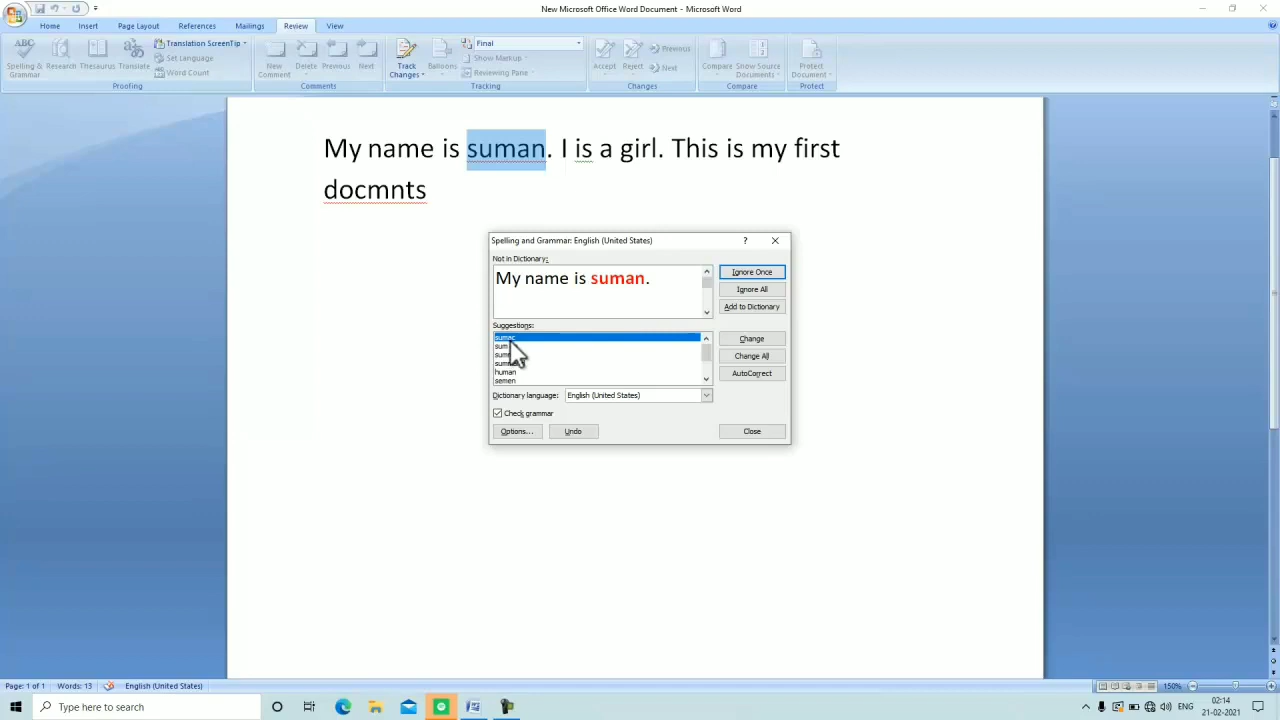 New Microsoft Office Word Document - Microsoft Word
Home Insert Page Layout References Mailings Review View
Spelling & Grammar Research Thesaurus Translate
Translation ScreenTip
Set Language
Word Count
Proofing
New Comment Delete Previous Next
Comments
Track Changes Balloons
Final
Show Markup
Reviewing Pane
Tracking
Accept Reject
Previous
Next
Changes
Compare Show Source Documents
Compare
Protect Document
Protect
My name is suman. I is a girl. This is my first
docmnts
Spelling and Grammar: English (United States)
?
Not in Dictionary:
My name is suman.
Ignore Once
Ignore All
Add to Dictionary
Suggestions:
sumac
human
semen
Change
Change All
AutoCorrect
Dictionary language: English (United States)
Check grammar
Options... Undo Close
Page: 1 of 1 Words: 13 English (United States) 150%
Type here to search
ENG 02:14
21-02-2021